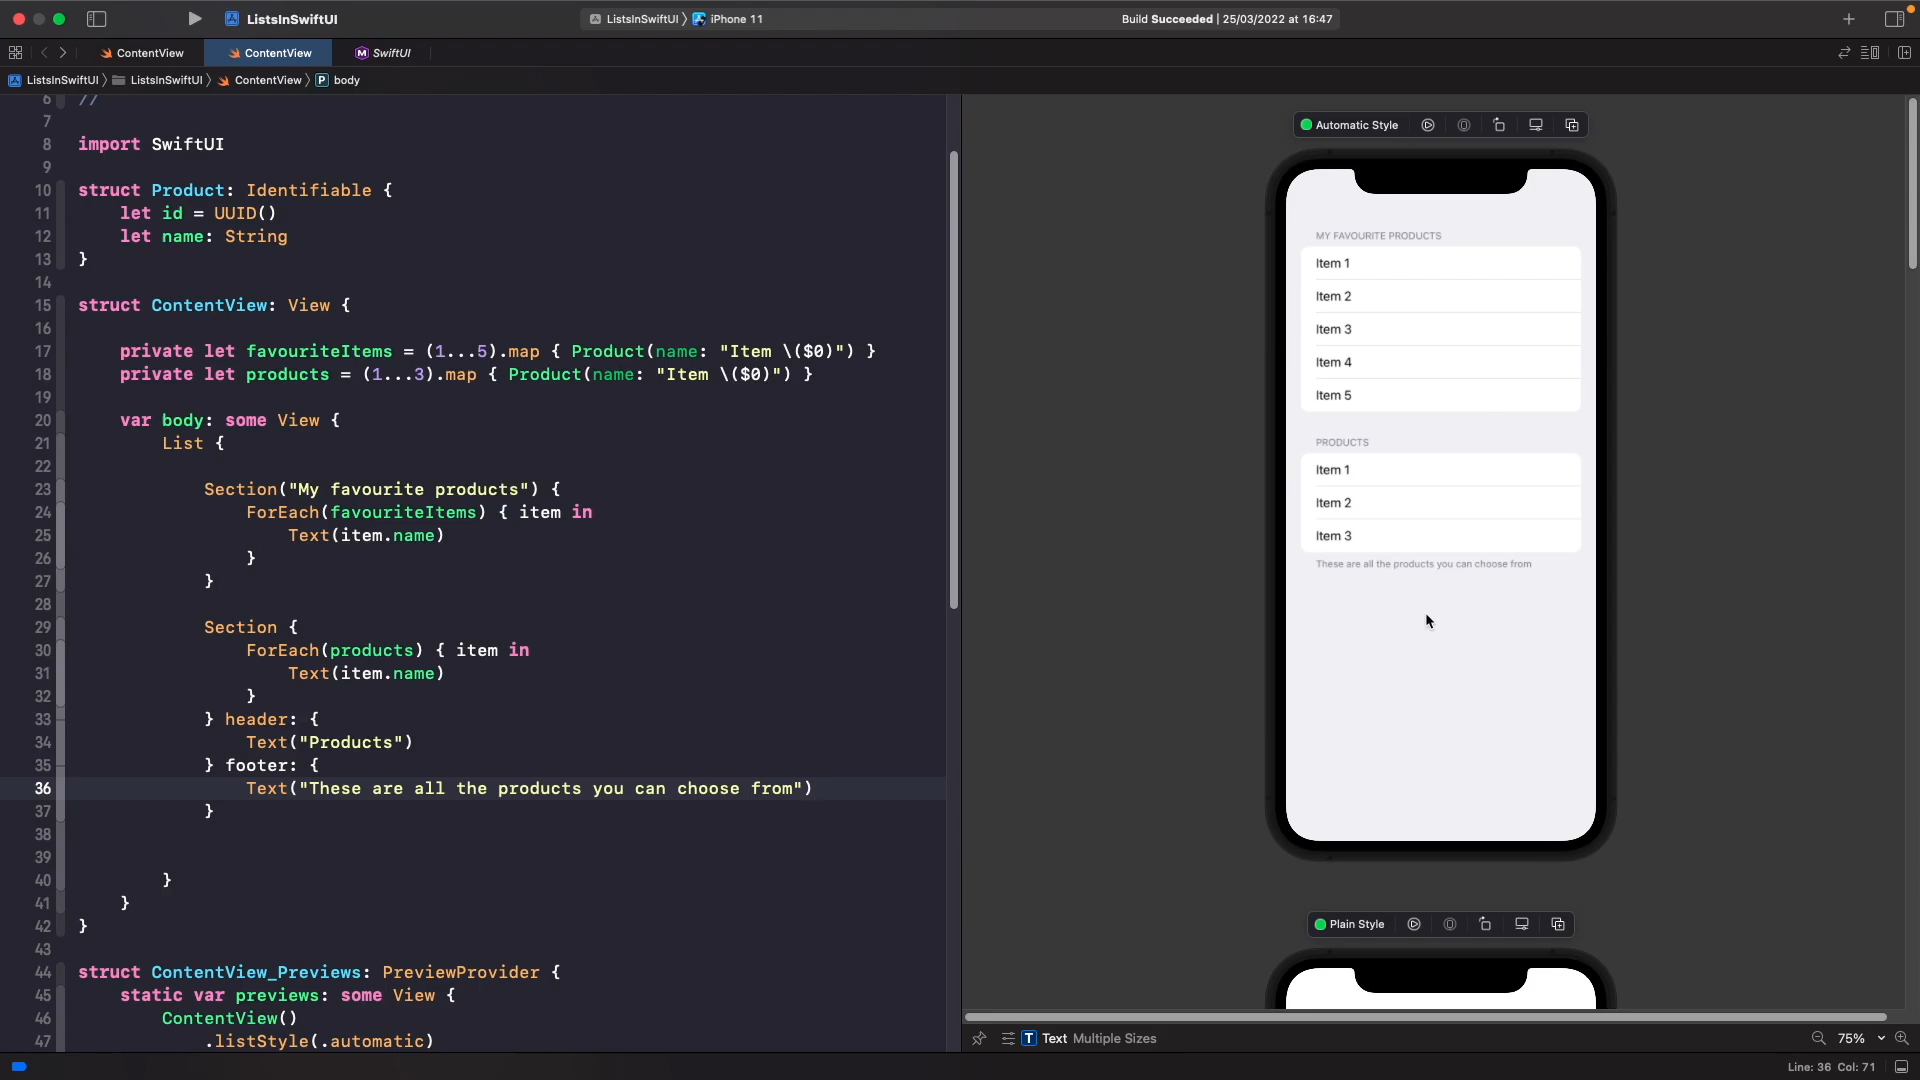 ListsInSwiftUI
ListsInSwiftUI 〉 iPhone 11
Build Succeeded | 25/03/2022 at 16:47
ContentView
ContentView
SwiftUI
ListsInSwiftUI 〉 ListsInSwiftUI 〉 ContentView 〉 P body
6 //
7
8 import SwiftUI
9
10 struct Product: Identifiable {
11 let id = UUID()
12 let name: String
13 }
14
15 struct ContentView: View {
16
17 private let favouriteItems = (1...5).map { Product(name: "Item \($0)") }
18 private let products = (1...3).map { Product(name: "Item \($0)") }
19
20 var body: some View {
21 List {
22
23 Section("My favourite products") {
24 ForEach(favouriteItems) { item in
25 Text(item.name)
26 }
27 }
28
29 Section {
30 ForEach(products) { item in
31 Text(item.name)
32 }
33 } header: {
34 Text("Products")
35 } footer: {
36 Text("These are all the products you can choose from")
37 }
38
39
40 }
41 }
42 }
43
44 struct ContentView_Previews: PreviewProvider {
45 static var previews: some View {
46 ContentView()
47 .listStyle(.automatic)
Automatic Style
MY FAVOURITE PRODUCTS
Item 1
Item 2
Item 3
Item 4
Item 5
PRODUCTS
Item 1
Item 2
Item 3
These are all the products you can choose from
Plain Style
T Text Multiple Sizes
75%
Line: 36 Col: 71